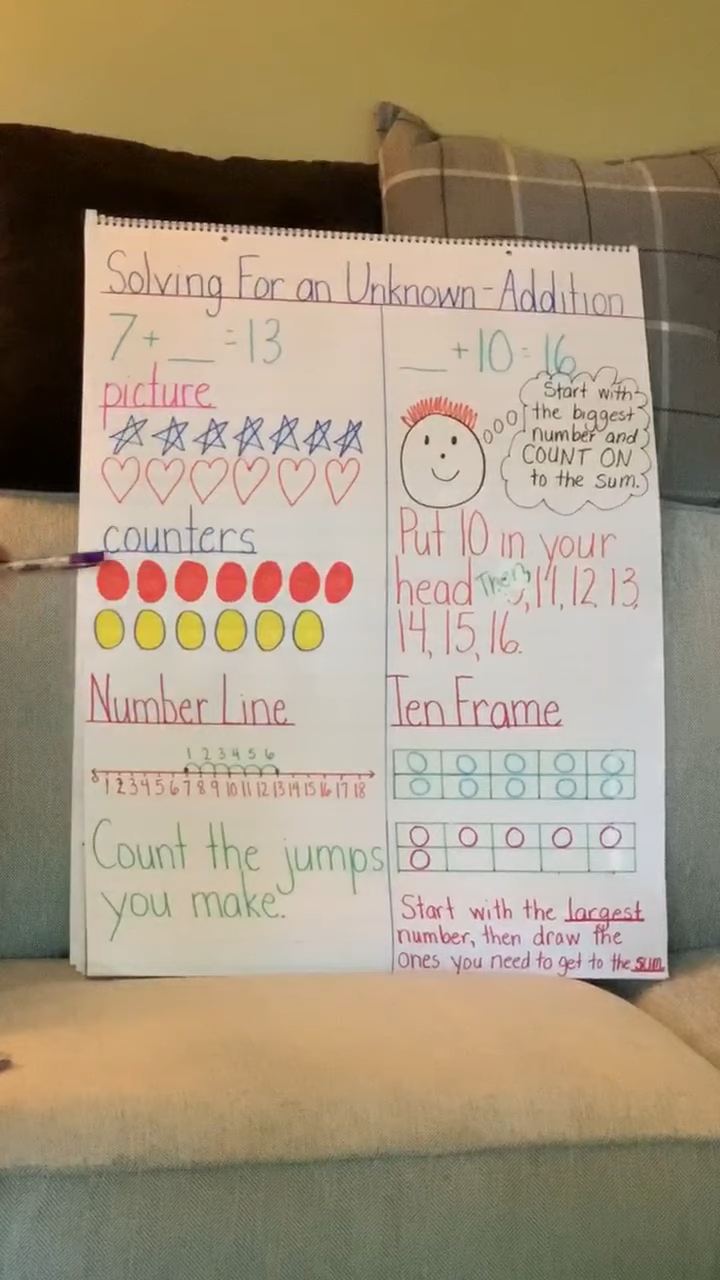 Solving For an Unknown-Addition
7 + __ = 13
picture
counters
Number Line
1 2 3 4 5 6
1 2 3 4 5 6 7 8 9 10 11 12 13 14 15 16 17 18
Count the jumps
you make.
__ + 10 = 16
Start with
the biggest
number and
COUNT ON
to the sum.
Put 10 in your
head Then, 11, 12, 13,
14, 15, 16.
Ten Frame
Start with the largest
number, then draw the
ones you need to get to the sum